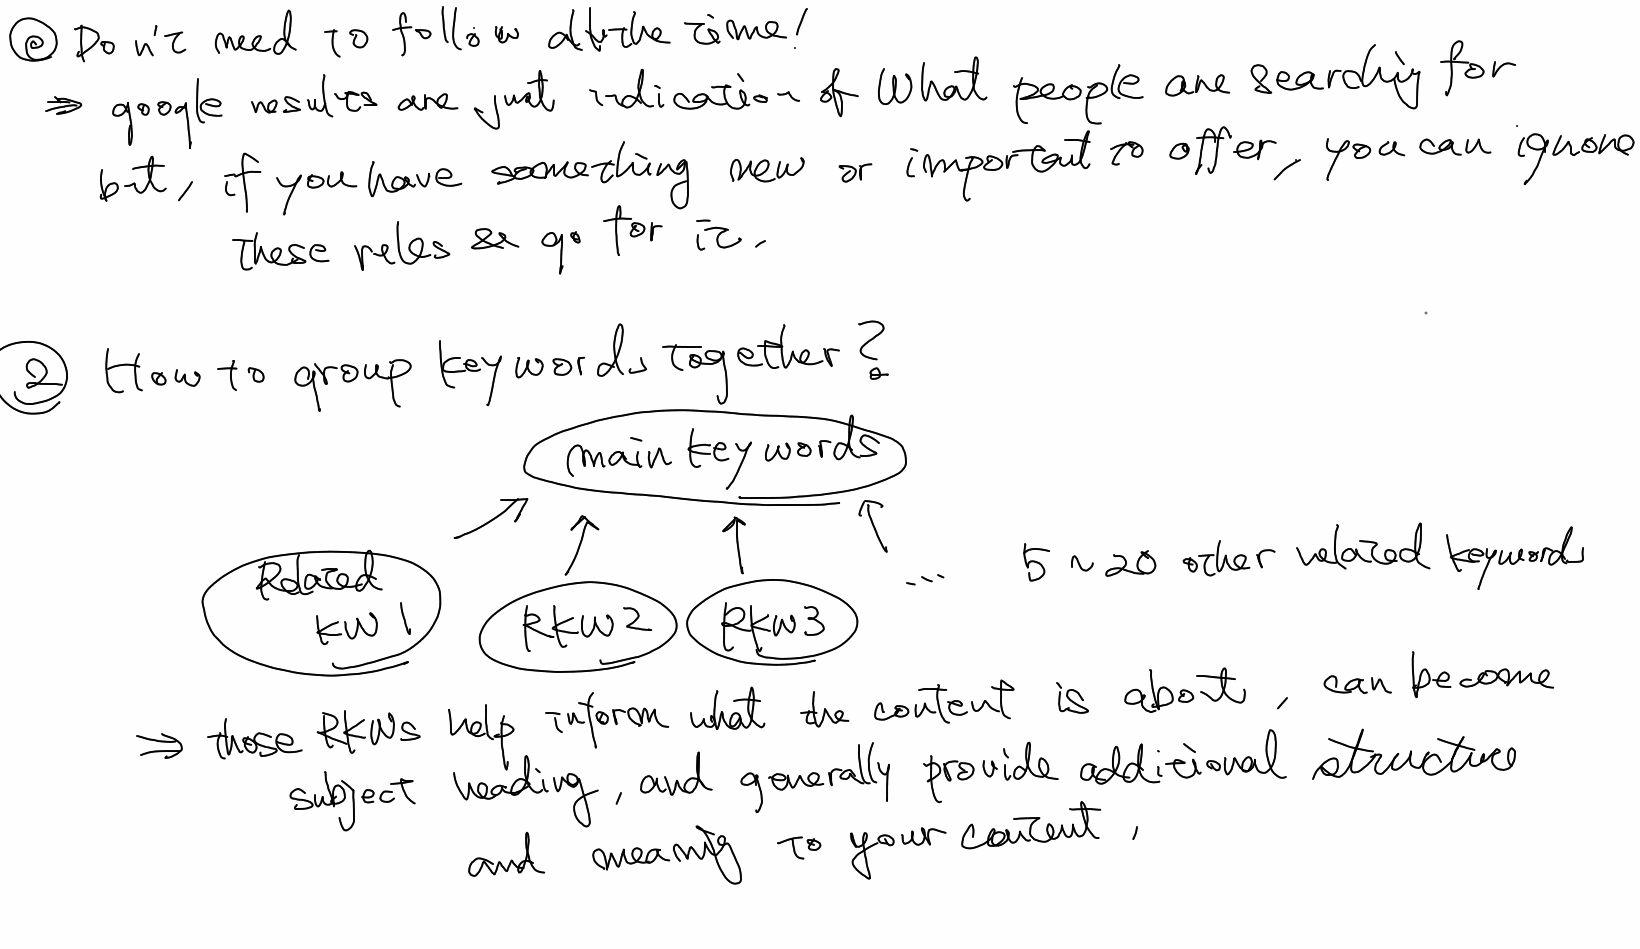 ⓔ Don't need to follow all the time!
⇒ google results are just indication of What people are searching for
but, if you have something new or important to offer, you can ignore
these rules & go for it.
② How to group keywords together?
main keywords
Related
KW 1
RKW2
RKW3
...
5 ~ 20 other related keywords
⇒ those RKWs help inform what the content is about, can become
subject heading, and generally provide additional structure
and meaning to your content,